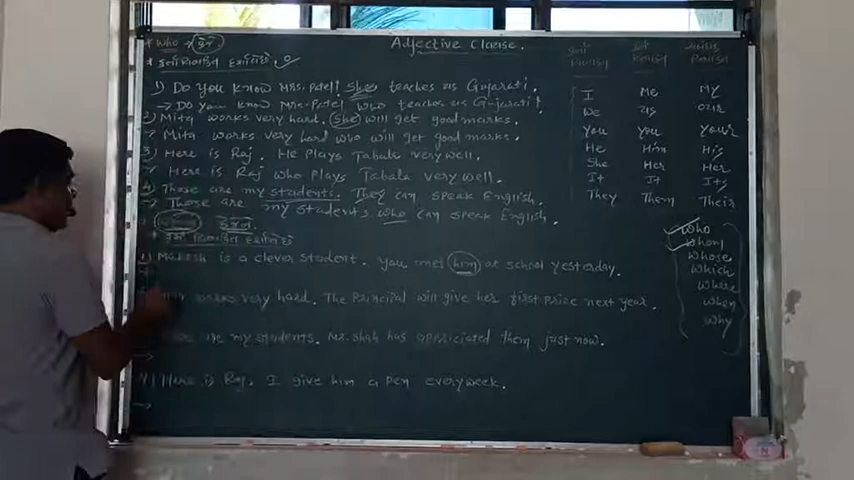 Adjective Clause.
* Who →
1) Do you know Mrs. Patel. She teaches us Gujarati.
→ Do you know Mrs. Patel who teaches us Gujarati.
2) Mita works very hard. She will get good marks.
→ Mita works very hard who will get good marks.
3) Here is Raj. He plays Tabala very well.
→ Here is Raj who plays Tabala very well.
4) Those are my students. They can speak English.
→ Those are my students who can speak English.
1) Makesh is a clever student. you met him at school yesterday.
works very hard. The Principal will give her first prize next year.
are my students. Mr. Shah has appriciated them just now.
4) Here is Raj. I give him a pen everyweek.
I Me My
we us our
you you your
He Him His
She Her Her
It It Its
They Them Their
who
whom
whose
which
where
when
why